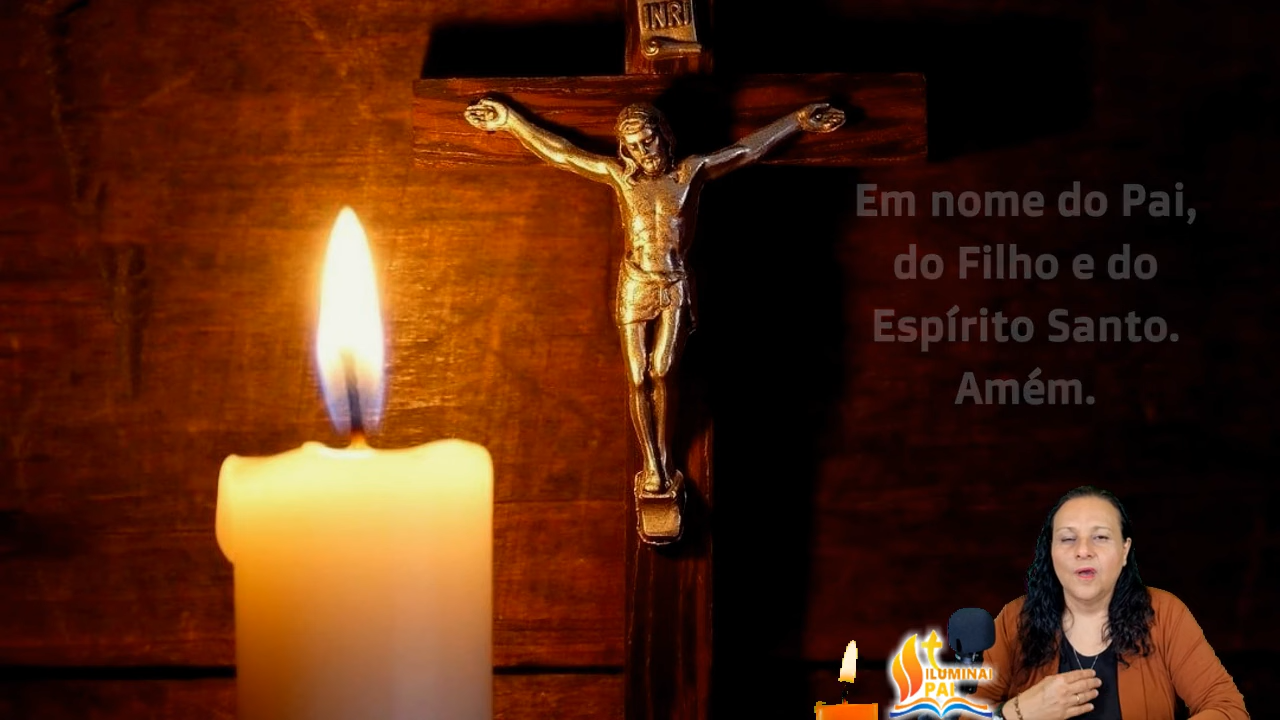 INRI
Em nome do Pai,
do Filho e do
Espírito Santo.
Amém.
ILUMINAI
PAI